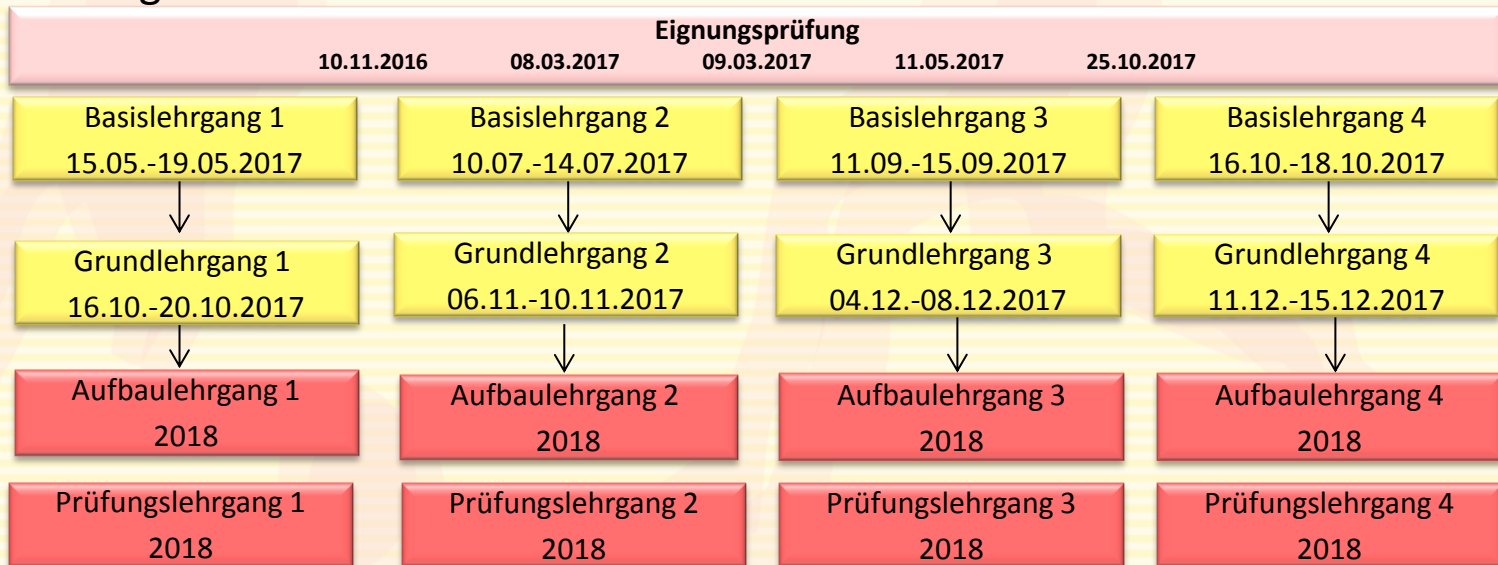 Eignungsprüfung
10.11.2016 08.03.2017 09.03.2017 11.05.2017 25.10.2017
Basislehrgang 1
15.05.-19.05.2017
Basislehrgang 2
10.07.-14.07.2017
Basislehrgang 3
11.09.-15.09.2017
Basislehrgang 4
16.10.-18.10.2017
Grundlehrgang 1
16.10.-20.10.2017
Grundlehrgang 2
06.11.-10.11.2017
Grundlehrgang 3
04.12.-08.12.2017
Grundlehrgang 4
11.12.-15.12.2017
Aufbaulehrgang 1
2018
Aufbaulehrgang 2
2018
Aufbaulehrgang 3
2018
Aufbaulehrgang 4
2018
Prüfungslehrgang 1
2018
Prüfungslehrgang 2
2018
Prüfungslehrgang 3
2018
Prüfungslehrgang 4
2018